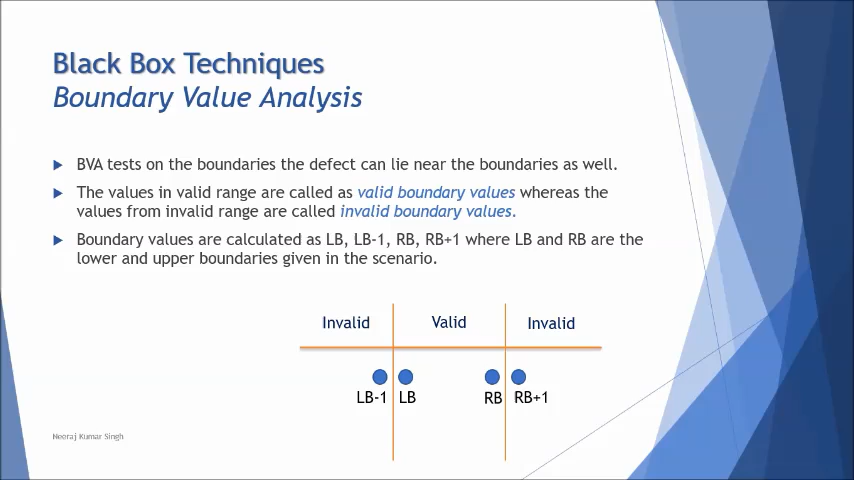 Black Box Techniques
Boundary Value Analysis
BVA tests on the boundaries the defect can lie near the boundaries as well.
The values in valid range are called as valid boundary values whereas the
values from invalid range are called invalid boundary values.
Boundary values are calculated as LB, LB-1, RB, RB+1 where LB and RB are the
lower and upper boundaries given in the scenario.
Invalid Valid Invalid
LB-1 LB RB RB+1
Neeraj Kumar Singh